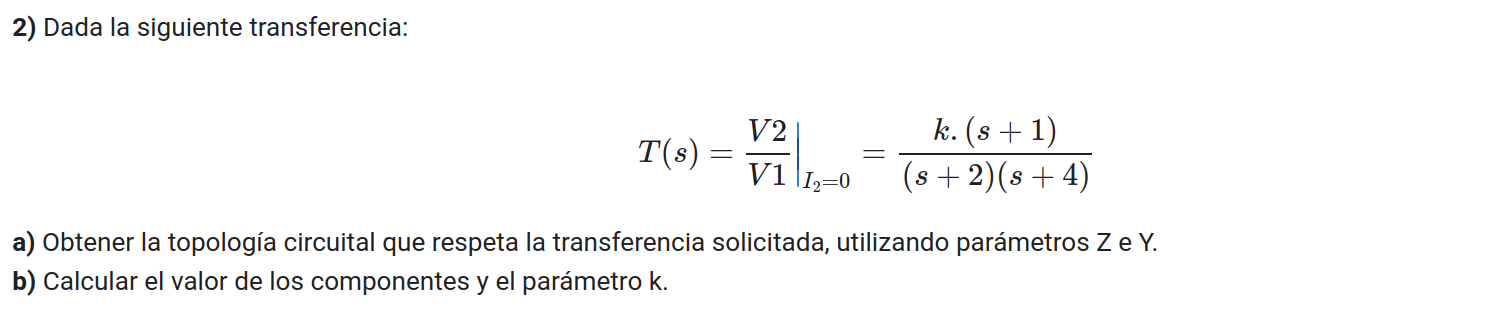 2) Dada la siguiente transferencia:
T(s) = V2/V1 |I₂=0 = k.(s + 1)/(s + 2)(s + 4)
a) Obtener la topología circuital que respeta la transferencia solicitada, utilizando parámetros Z e Y.
b) Calcular el valor de los componentes y el parámetro k.